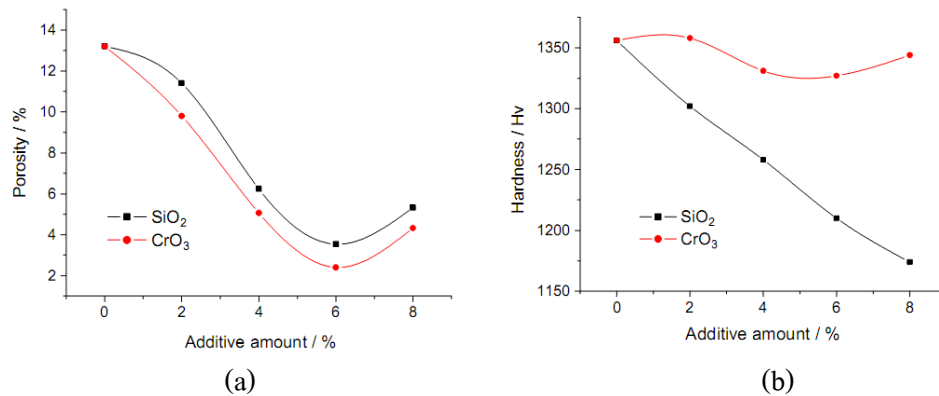 14
12
10
8
6
4
2
Porosity / %
SiO₂
CrO₃
0 2 4 6 8
Additive amount / %
(a)
1350
1300
1250
1200
1150
Hardness / Hv
SiO₂
CrO₃
0 2 4 6 8
Additive amount / %
(b)